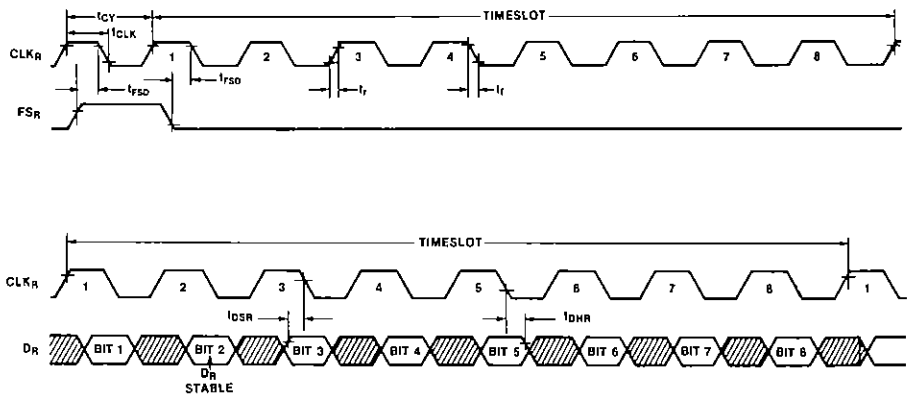 tCY
TIMESLOT
tCLK
CLKR
1 2 3 4 5 6 7 8
tFSD
tFSD
tr
tf
FSR
TIMESLOT
CLKR
1 2 3 4 5 6 7 8 1
tDSR
tDHR
DR
BIT 1 BIT 2 BIT 3 BIT 4 BIT 5 BIT 6 BIT 7 BIT 8
DR
STABLE